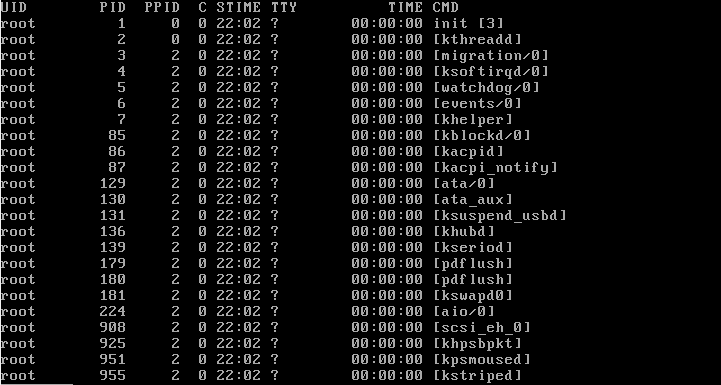 UID        PID  PPID  C STIME TTY          TIME CMD
root         1     0  0 22:02 ?        00:00:00 init [3]
root         2     0  0 22:02 ?        00:00:00 [kthreadd]
root         3     2  0 22:02 ?        00:00:00 [migration/0]
root         4     2  0 22:02 ?        00:00:00 [ksoftirqd/0]
root         5     2  0 22:02 ?        00:00:00 [watchdog/0]
root         6     2  0 22:02 ?        00:00:00 [events/0]
root         7     2  0 22:02 ?        00:00:00 [khelper]
root        85     2  0 22:02 ?        00:00:00 [kblockd/0]
root        86     2  0 22:02 ?        00:00:00 [kacpid]
root        87     2  0 22:02 ?        00:00:00 [kacpi_notify]
root       129     2  0 22:02 ?        00:00:00 [ata/0]
root       130     2  0 22:02 ?        00:00:00 [ata_aux]
root       131     2  0 22:02 ?        00:00:00 [ksuspend_usbd]
root       136     2  0 22:02 ?        00:00:00 [khubd]
root       139     2  0 22:02 ?        00:00:00 [kseriod]
root       179     2  0 22:02 ?        00:00:00 [pdflush]
root       180     2  0 22:02 ?        00:00:00 [pdflush]
root       181     2  0 22:02 ?        00:00:00 [kswapd0]
root       224     2  0 22:02 ?        00:00:00 [aio/0]
root       908     2  0 22:02 ?        00:00:00 [scsi_eh_0]
root       925     2  0 22:02 ?        00:00:00 [khpsbpkt]
root       951     2  0 22:02 ?        00:00:00 [kpsmoused]
root       955     2  0 22:02 ?        00:00:00 [kstriped]